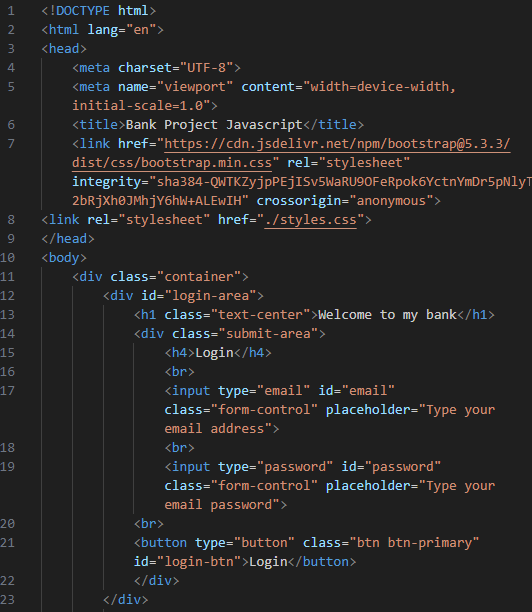 1 <!DOCTYPE html>
2 <html lang="en">
3 <head>
4 <meta charset="UTF-8">
5 <meta name="viewport" content="width=device-width,
initial-scale=1.0">
6 <title>Bank Project Javascript</title>
7 <link href="https://cdn.jsdelivr.net/npm/bootstrap@5.3.3/
dist/css/bootstrap.min.css" rel="stylesheet"
integrity="sha384-QWTKZyjpPEjISv5WaRU9OFeRpok6YctnYmDr5pNlyT
2bRjXh0JMhjY6hW+ALEwIH" crossorigin="anonymous">
8 <link rel="stylesheet" href="./styles.css">
9 </head>
10 <body>
11 <div class="container">
12 <div id="login-area">
13 <h1 class="text-center">Welcome to my bank</h1>
14 <div class="submit-area">
15 <h4>Login</h4>
16 <br>
17 <input type="email" id="email"
class="form-control" placeholder="Type your
email address">
18 <br>
19 <input type="password" id="password"
class="form-control" placeholder="Type your
email password">
20 <br>
21 <button type="button" class="btn btn-primary"
id="login-btn">Login</button>
22 </div>
23 </div>